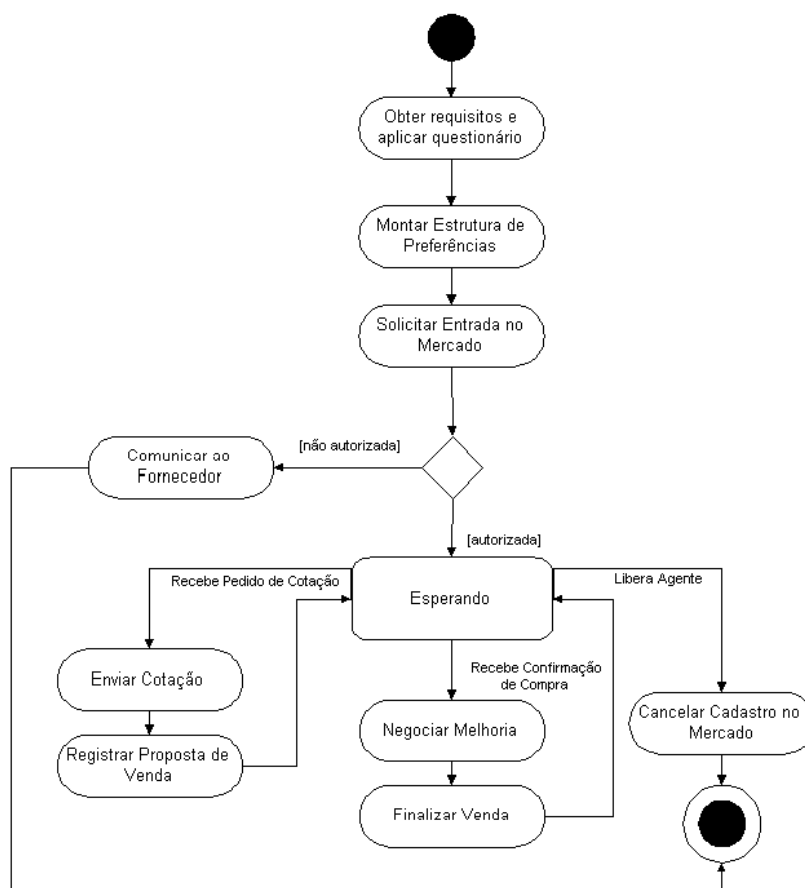 Obter requisitos e
aplicar questionário
Montar Estrutura de
Preferências
Solicitar Entrada no
Mercado
[não autorizada]
Comunicar ao
Fornecedor
[autorizada]
Recebe Pedido de Cotação
Esperando
Libera Agente
Enviar Cotação
Recebe Confirmação
de Compra
Registrar Proposta de
Venda
Negociar Melhoria
Cancelar Cadastro no
Mercado
Finalizar Venda